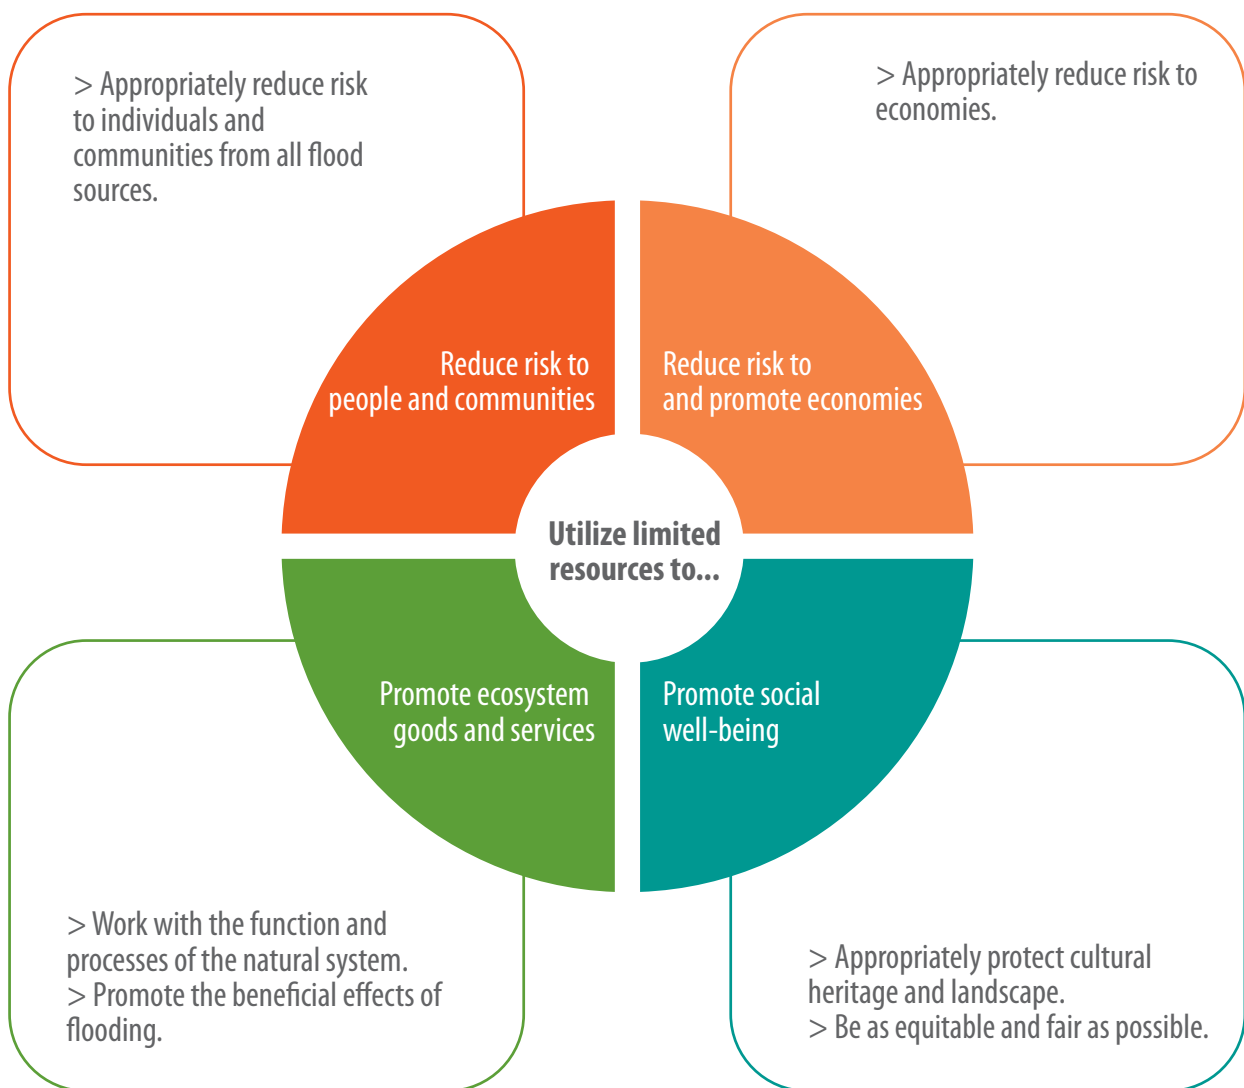 > Appropriately reduce risk
to individuals and
communities from all flood
sources.
> Appropriately reduce risk to
economies.
Reduce risk to
people and communities
Reduce risk to
and promote economies
Utilize limited
resources to...
Promote ecosystem
goods and services
Promote social
well-being
> Work with the function and
processes of the natural system.
> Promote the beneficial effects of
flooding.
> Appropriately protect cultural
heritage and landscape.
> Be as equitable and fair as possible.